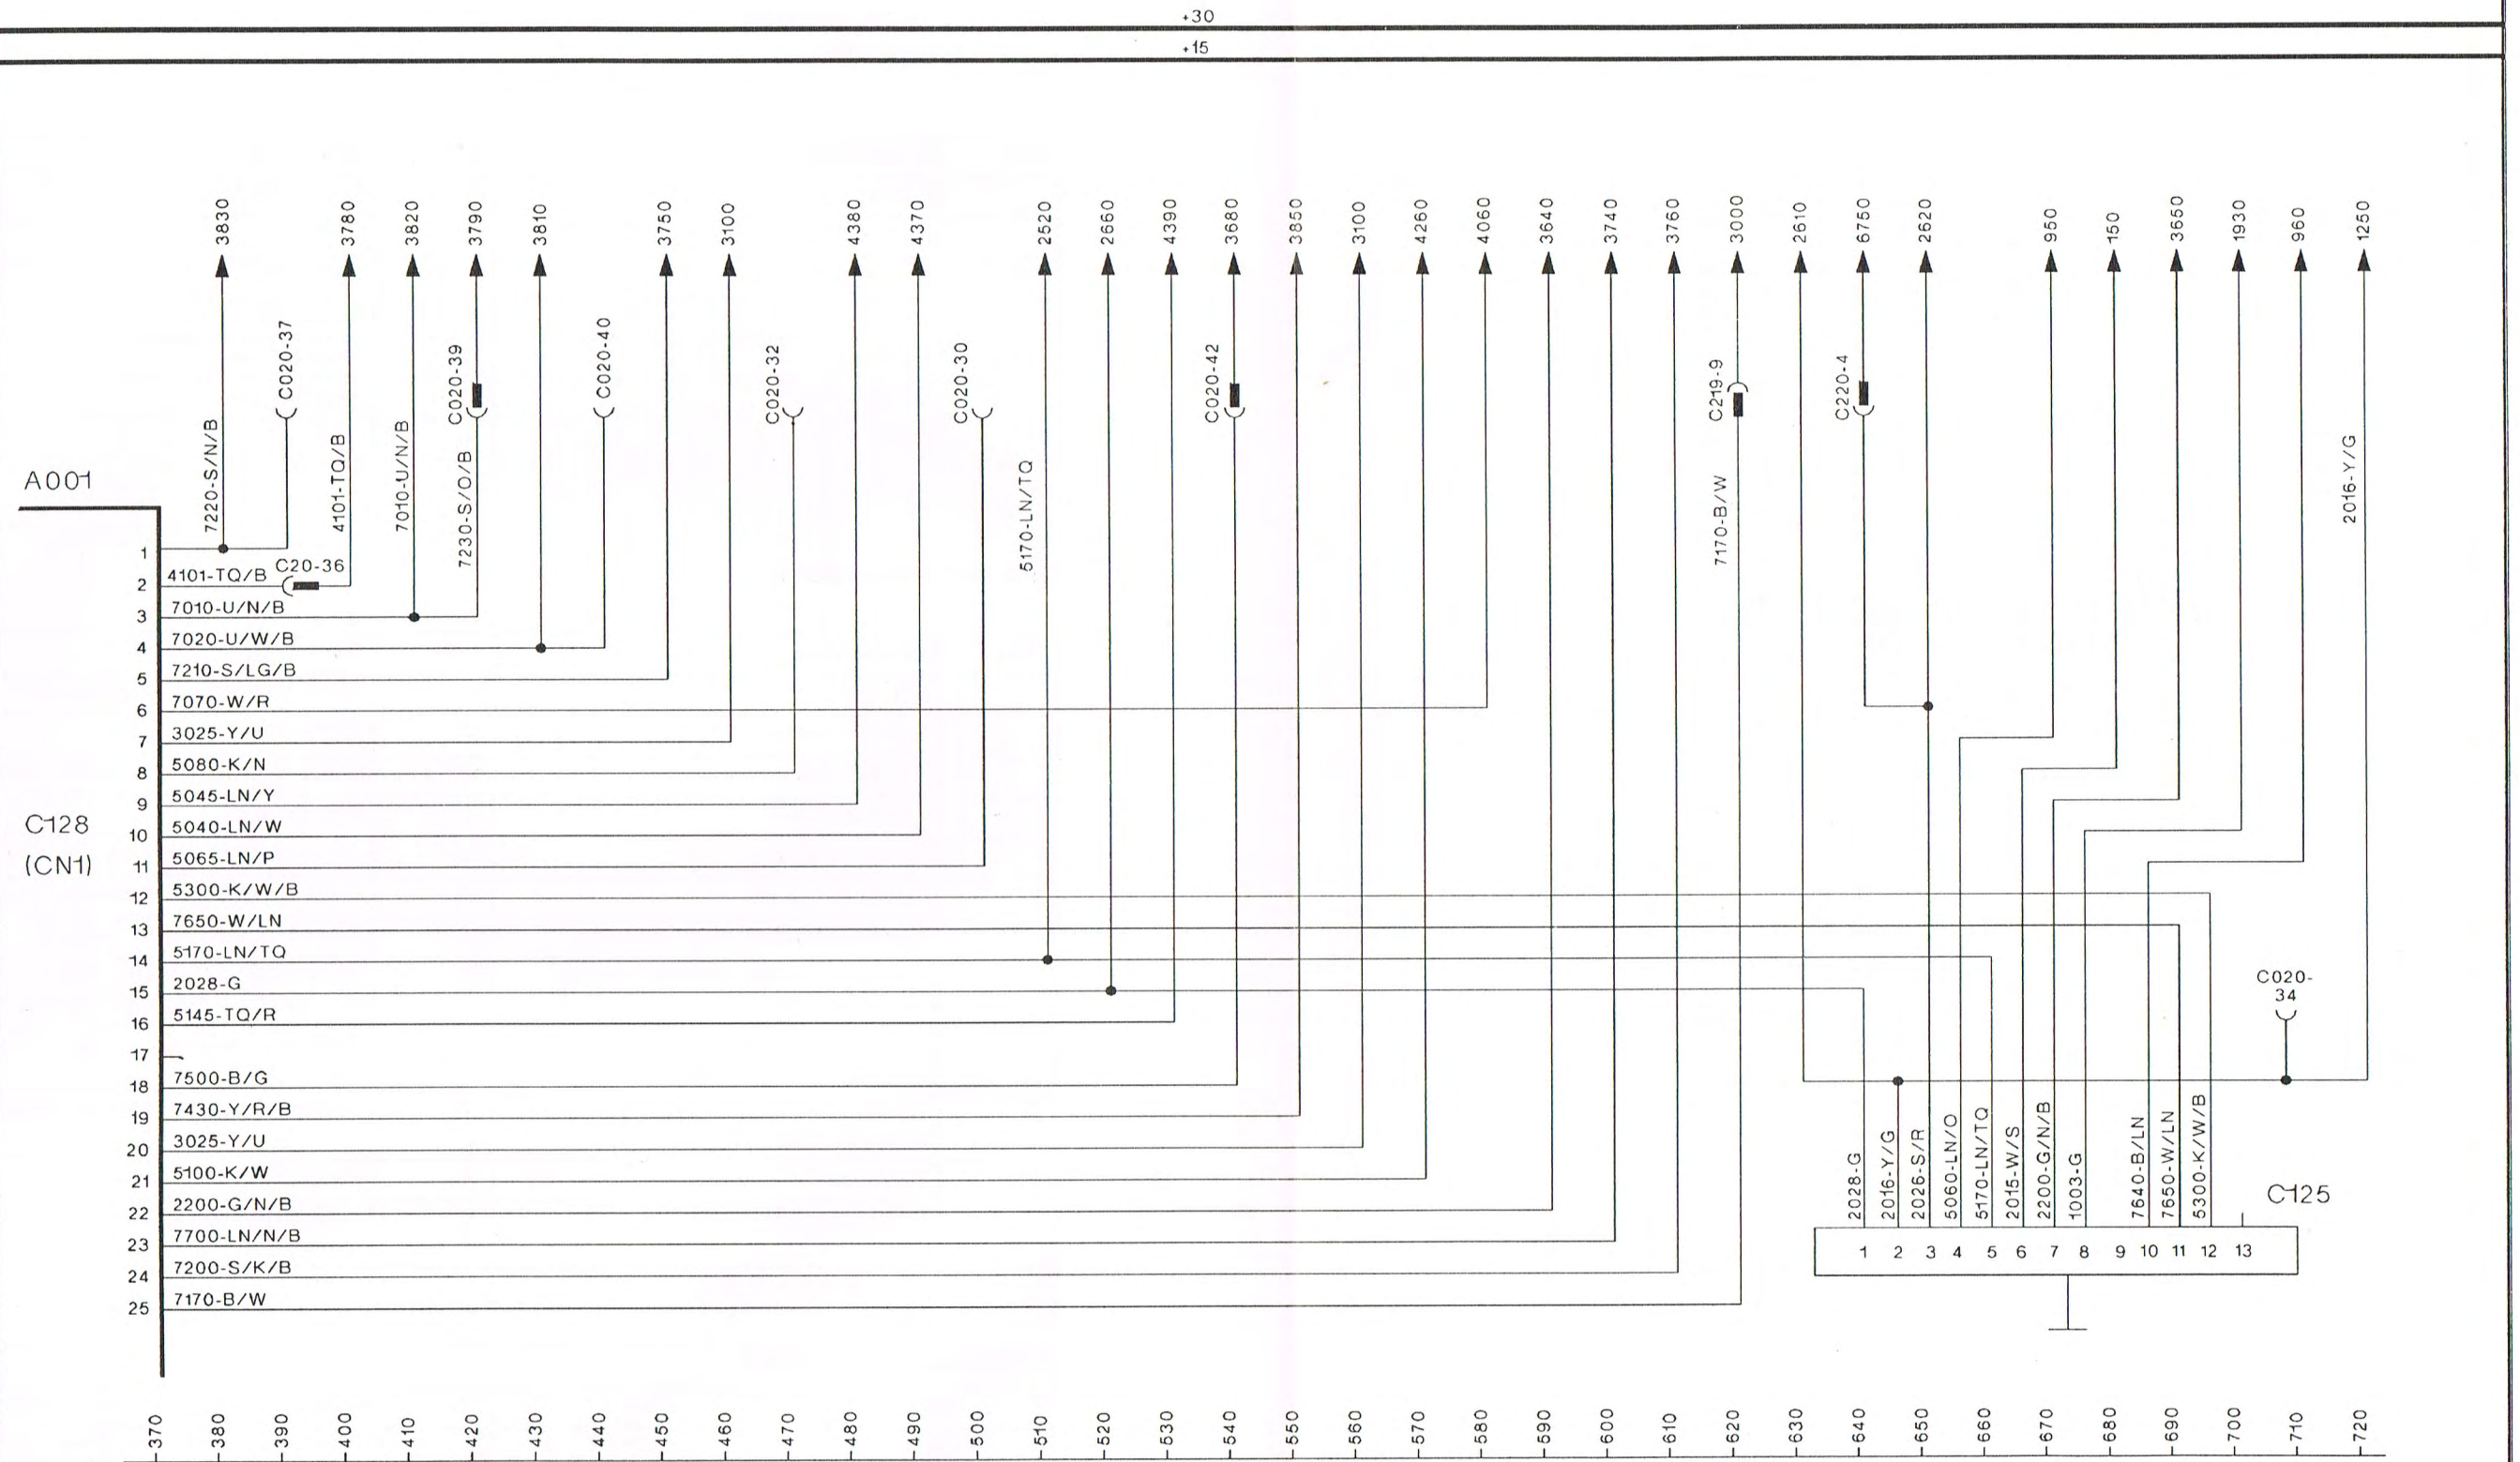 +30
+15
3830
3780
3820
3790
3810
3750
3100
4380
4370
2520
2660
4390
3680
3850
3100
4260
4060
3640
3740
3760
3000
2610
6750
2620
950
150
3650
1930
960
1250
C020-37
C020-39
C020-40
C020-32
C020-30
C020-42
C219-9
C220-4
7220-S/N/B
4101-TQ/B
7010-U/N/B
7230-S/O/B
5170-LN/TQ
7170-B/W
2016-Y/G
A001
C128
(CN1)
1
2 4101-TQ/B C20-36
3 7010-U/N/B
4 7020-U/W/B
5 7210-S/LG/B
6 7070-W/R
7 3025-Y/U
8 5080-K/N
9 5045-LN/Y
10 5040-LN/W
11 5065-LN/P
12 5300-K/W/B
13 7650-W/LN
14 5170-LN/TQ
15 2028-G
16 5145-TQ/R
17
18 7500-B/G
19 7430-Y/R/B
20 3025-Y/U
21 5100-K/W
22 2200-G/N/B
23 7700-LN/N/B
24 7200-S/K/B
25 7170-B/W
C020-
34
2028-G
2016-Y/G
2026-S/R
5060-LN/O
5170-LN/TQ
2015-W/S
2200-G/N/B
1003-G
7640-B/LN
7650-W/LN
5300-K/W/B
C125
1 2 3 4 5 6 7 8 9 10 11 12 13
370 380 390 400 410 420 430 440 450 460 470 480 490 500 510 520 530 540 550 560 570 580 590 600 610 620 630 640 650 660 670 680 690 700 710 720